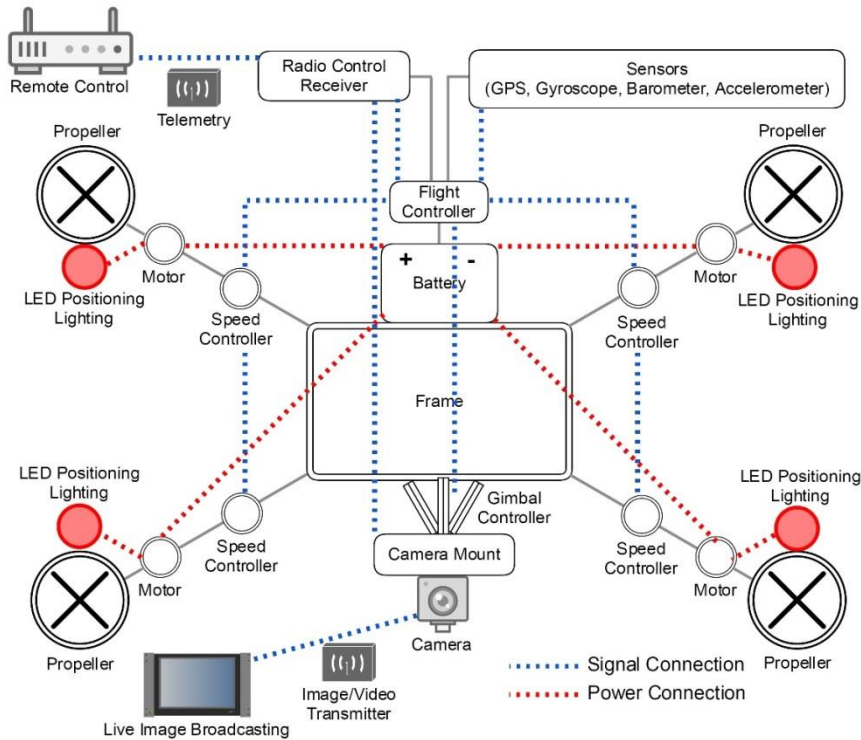 Remote Control
Telemetry
Radio Control
Receiver
Sensors
(GPS, Gyroscope, Barometer, Accelerometer)
Propeller
Propeller
Flight
Controller
+ -
Battery
Motor
Motor
LED Positioning
Lighting
LED Positioning
Lighting
Speed
Controller
Speed
Controller
Frame
LED Positioning
Lighting
LED Positioning
Lighting
Gimbal
Controller
Speed
Controller
Speed
Controller
Camera Mount
Motor
Motor
Propeller
Propeller
Camera
Image/Video
Transmitter
Live Image Broadcasting
Signal Connection
Power Connection